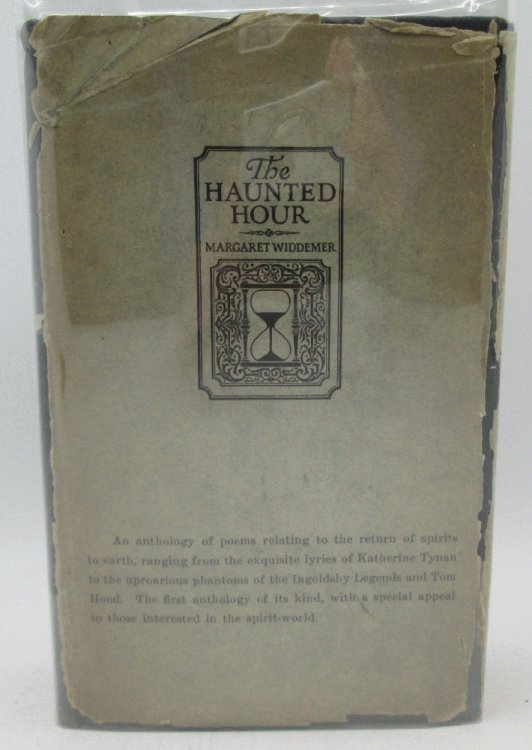 The
HAUNTED
HOUR
MARGARET WIDDEMER
An anthology of poems relating to the return of spirits
to earth, ranging from the exquisite lyrics of Katherine Tynan
to the uproarious phantoms of the Ingoldsby Legends and Tom
Hood. The first anthology of its kind, with a special appeal
to those interested in the spirit-world.